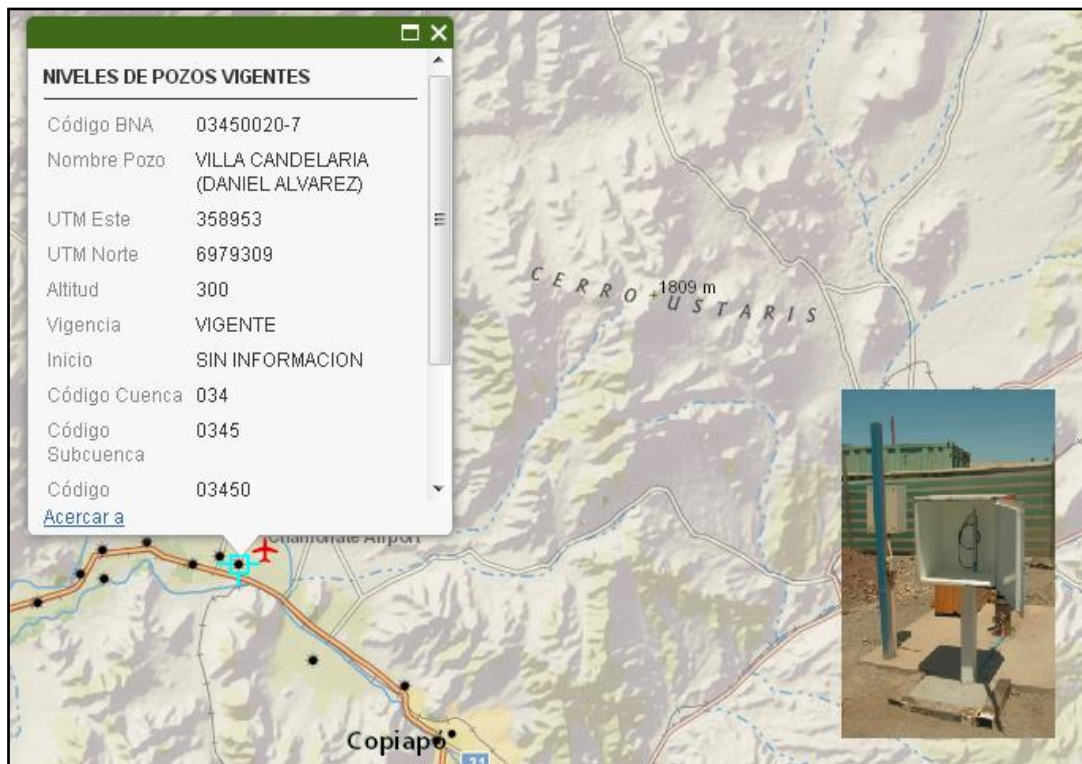 NIVELES DE POZOS VIGENTES
Código BNA 03450020-7
Nombre Pozo VILLA CANDELARIA
(DANIEL ALVAREZ)
UTM Este 358953
UTM Norte 6979309
Altitud 300
Vigencia VIGENTE
Inicio SIN INFORMACION
Código Cuenca 034
Código 0345
Subcuenca
Código 03450
Acercar a
Chamonate Airport
CERRO USTARIS
1809 m
Copiapó
31